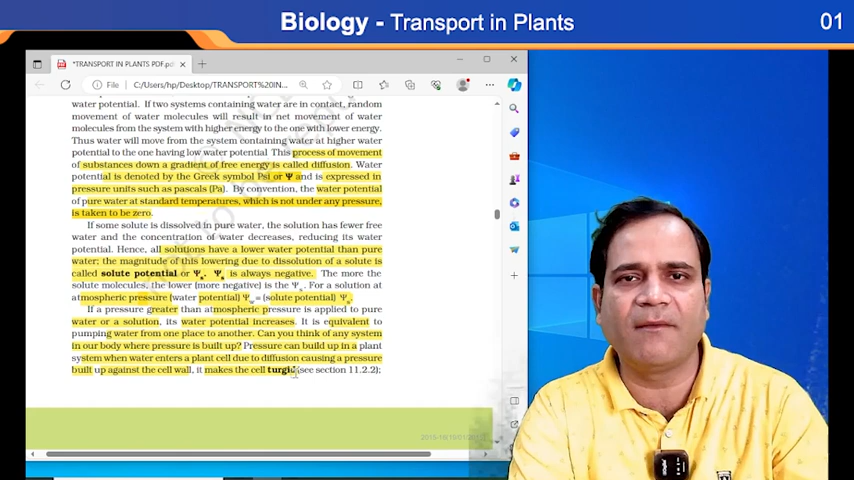 Biology - Transport in Plants
01
*TRANSPORT IN PLANTS PDF.pdf
File
C:/Users/hp/Desktop/TRANSPORT%20IN...
water potential. If two systems containing water are in contact, random
movement of water molecules will result in net movement of water
molecules from the system with higher energy to the one with lower energy.
Thus water will move from the system containing water at higher water
potential to the one having low water potential This process of movement
of substances down a gradient of free energy is called diffusion. Water
potential is denoted by the Greek symbol Psi or Ψ and is expressed in
pressure units such as pascals (Pa). By convention, the water potential
of pure water at standard temperatures, which is not under any pressure,
is taken to be zero.
If some solute is dissolved in pure water, the solution has fewer free
water and the concentration of water decreases, reducing its water
potential. Hence, all solutions have a lower water potential than pure
water; the magnitude of this lowering due to dissolution of a solute is
called solute potential or Ψs. Ψs is always negative. The more the
solute molecules, the lower (more negative) is the Ψs. For a solution at
atmospheric pressure (water potential) Ψw = (solute potential) Ψs.
If a pressure greater than atmospheric pressure is applied to pure
water or a solution, its water potential increases. It is equivalent to
pumping water from one place to another. Can you think of any system
in our body where pressure is built up? Pressure can build up in a plant
system when water enters a plant cell due to diffusion causing a pressure
built up against the cell wall, it makes the cell turgid (see section 11.2.2);